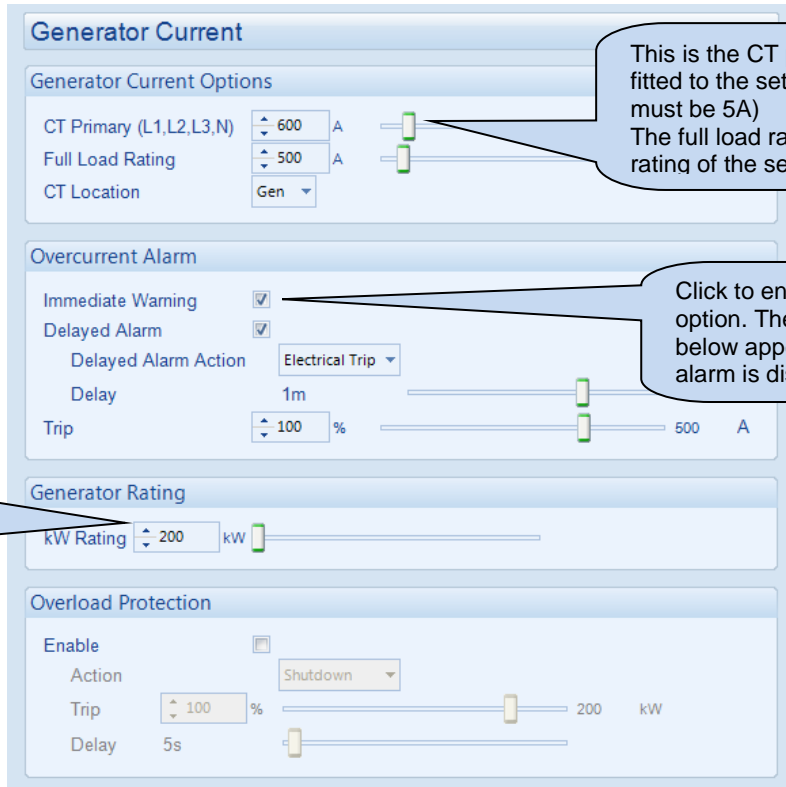 Generator Current
This is the CT
fitted to the set
must be 5A)
The full load ra
rating of the se
Generator Current Options
CT Primary (L1,L2,L3,N) 600 A
Full Load Rating 500 A
CT Location Gen
Overcurrent Alarm
Immediate Warning
Click to en
option. The
below app
alarm is di
Delayed Alarm
Delayed Alarm Action Electrical Trip
Delay 1m
Trip 100 % 500 A
Generator Rating
kW Rating 200 kW
Overload Protection
Enable
Action Shutdown
Trip 100 % 200 kW
Delay 5s